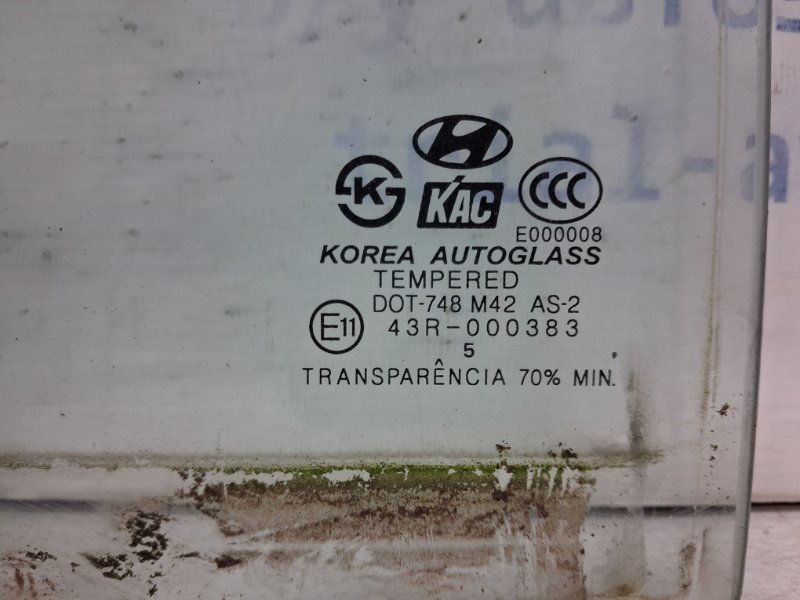 K
KAC
CCC
E000008
KOREA AUTOGLASS
TEMPERED
DOT-748 M42 AS-2
E11
43R-000383
5
TRANSPARÊNCIA 70% MIN.